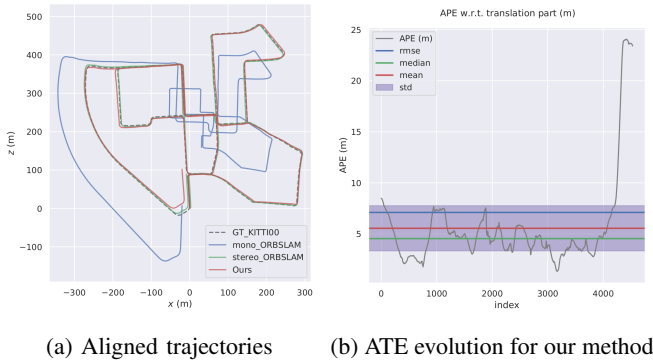 500
400
300
200
100
0
−100
z (m)
−300
−200
−100
0
100
200
300
x (m)
GT_KITTI00
mono_ORBSLAM
stereo_ORBSLAM
Ours
(a) Aligned trajectories
APE w.r.t. translation part (m)
25
20
15
10
5
APE (m)
0
1000
2000
3000
4000
index
APE (m)
rmse
median
mean
std
(b) ATE evolution for our method